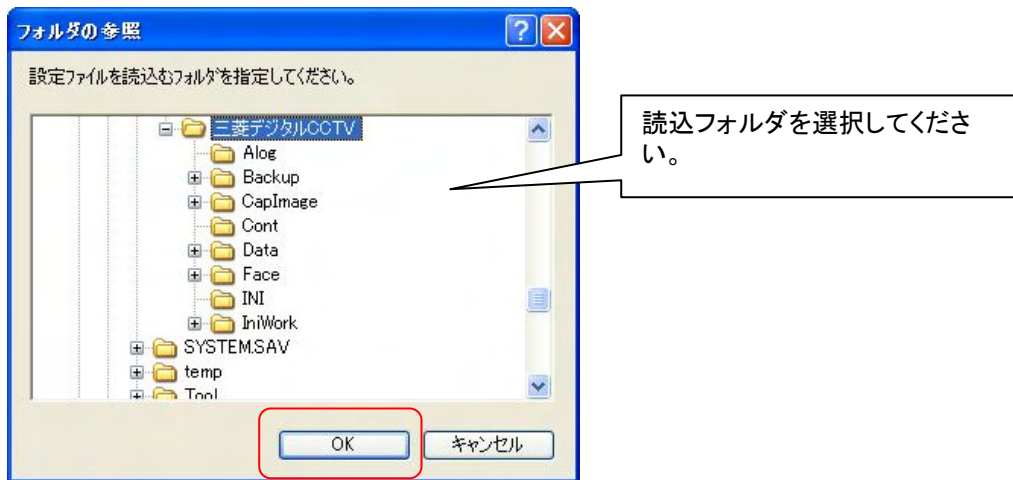 フォルダの参照
設定ファイルを読込むフォルダを指定してください。
三菱デジタルCCTV
Alog
Backup
CapImage
Cont
Data
Face
INI
IniWork
SYSTEM.SAV
temp
Tool
OK
キャンセル
読込フォルダを選択してくださ
い。